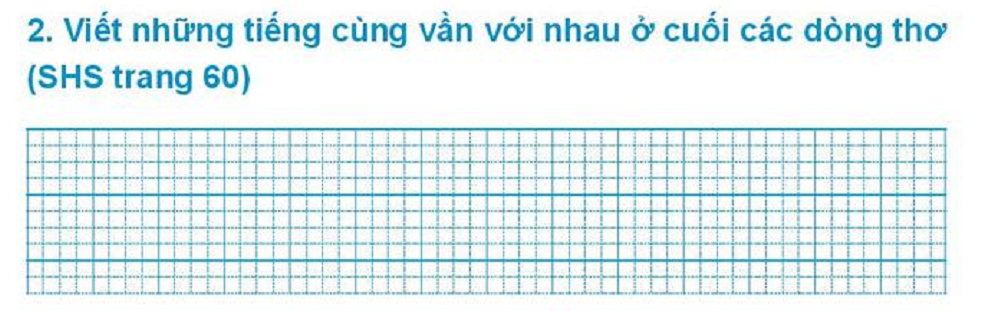 2. Viết những tiếng cùng vần với nhau ở cuối các dòng thơ
(SHS trang 60)